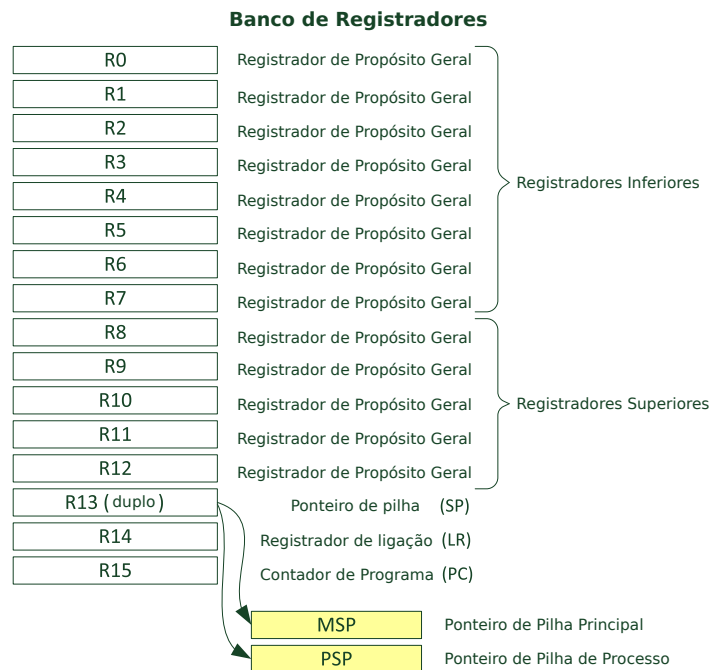 Banco de Registradores
R0 Registrador de Propósito Geral
R1 Registrador de Propósito Geral
R2 Registrador de Propósito Geral
R3 Registrador de Propósito Geral
R4 Registrador de Propósito Geral
R5 Registrador de Propósito Geral
R6 Registrador de Propósito Geral
R7 Registrador de Propósito Geral
Registradores Inferiores
R8 Registrador de Propósito Geral
R9 Registrador de Propósito Geral
R10 Registrador de Propósito Geral
R11 Registrador de Propósito Geral
R12 Registrador de Propósito Geral
Registradores Superiores
R13 (duplo) Ponteiro de pilha (SP)
R14 Registrador de ligação (LR)
R15 Contador de Programa (PC)
MSP Ponteiro de Pilha Principal
PSP Ponteiro de Pilha de Processo